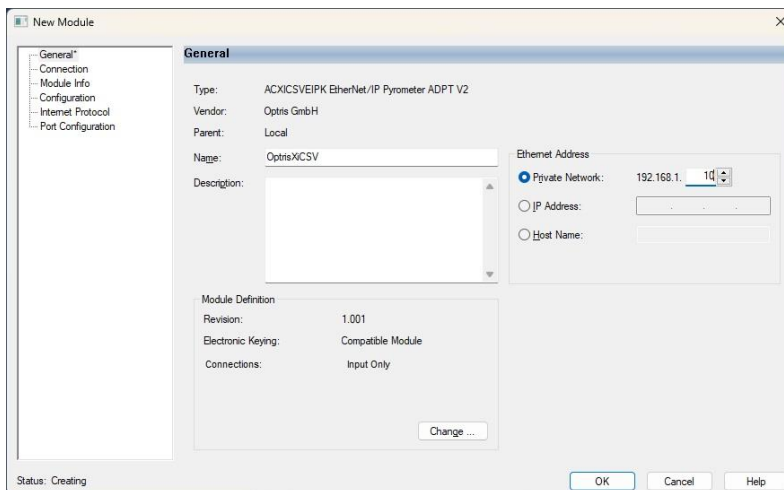 New Module
General*
Connection
Module Info
Configuration
Internet Protocol
Port Configuration
General
Type: ACXICSVEIPK EtherNet/IP Pyrometer ADPT V2
Vendor: Optris GmbH
Parent: Local
Name: OptrisXiCSV
Description:
Ethernet Address
Private Network: 192.168.1. 10
IP Address: . . .
Host Name:
Module Definition
Revision: 1.001
Electronic Keying: Compatible Module
Connections: Input Only
Change ...
Status: Creating
OK Cancel Help